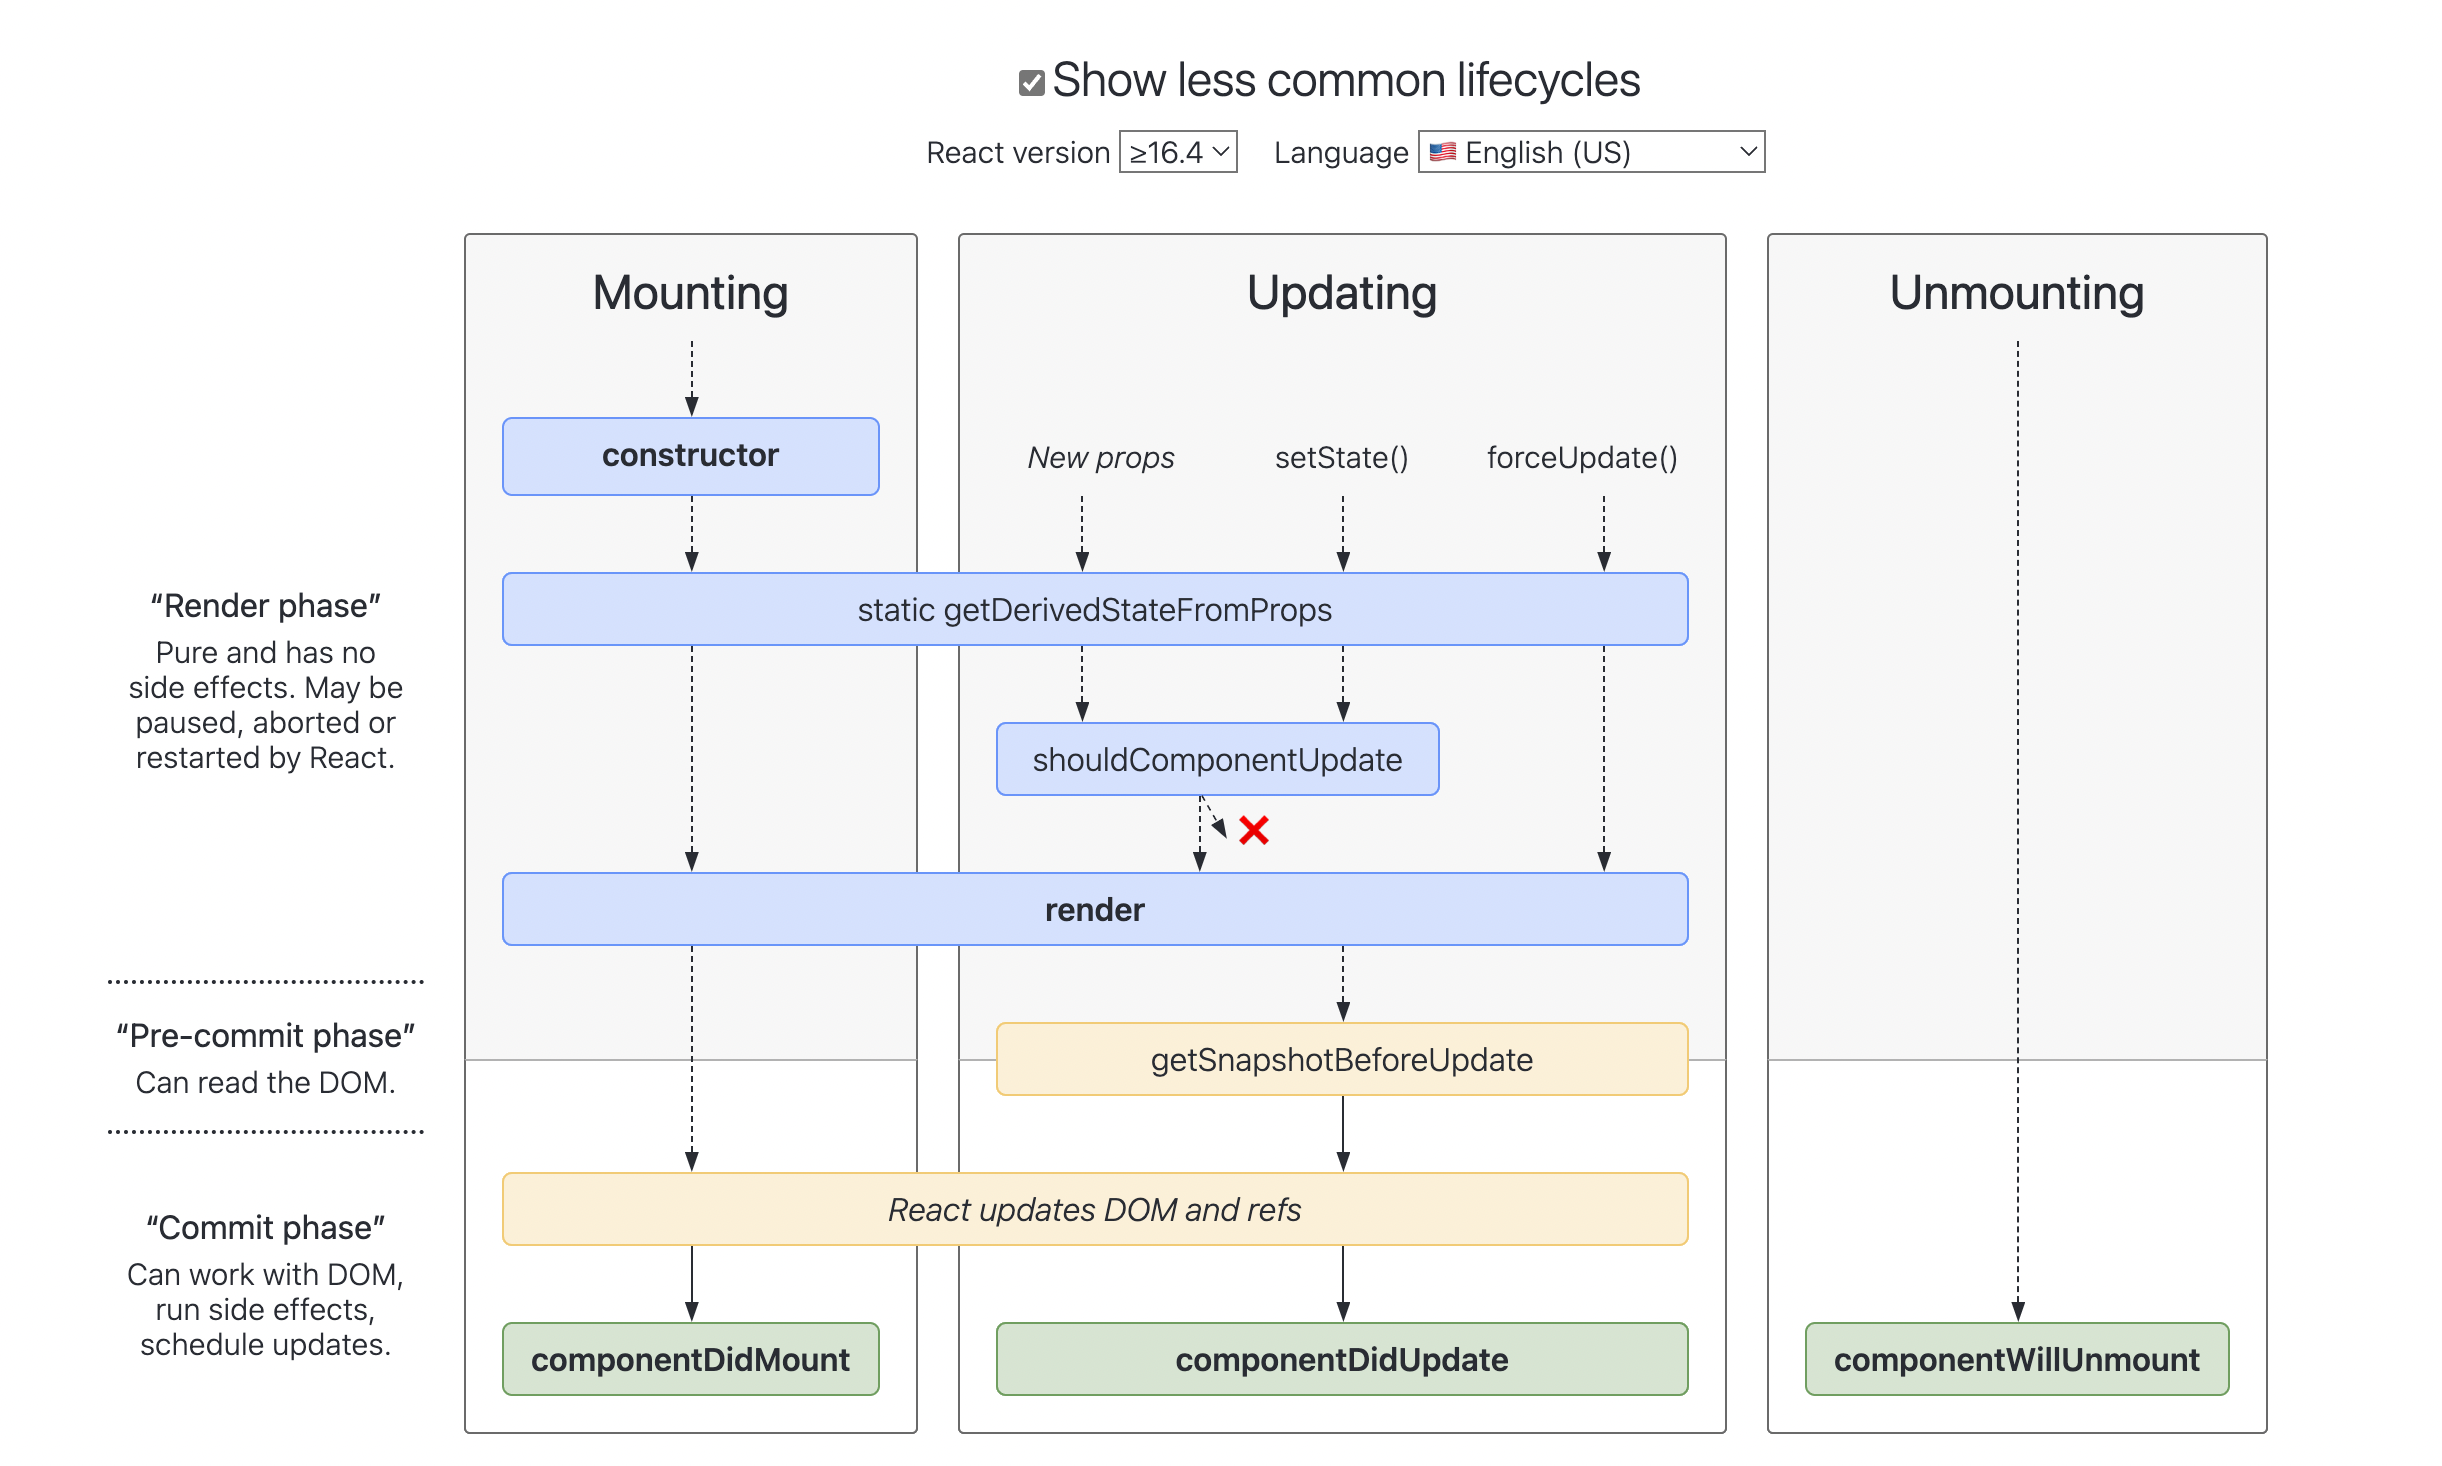 Show less common lifecycles
React version ≥16.4 Language 🇺🇸 English (US)
Mounting
Updating
Unmounting
constructor
New props
setState()
forceUpdate()
static getDerivedStateFromProps
“Render phase”
Pure and has no
side effects. May be
paused, aborted or
restarted by React.
shouldComponentUpdate
render
“Pre-commit phase”
Can read the DOM.
getSnapshotBeforeUpdate
React updates DOM and refs
“Commit phase”
Can work with DOM,
run side effects,
schedule updates.
componentDidMount
componentDidUpdate
componentWillUnmount